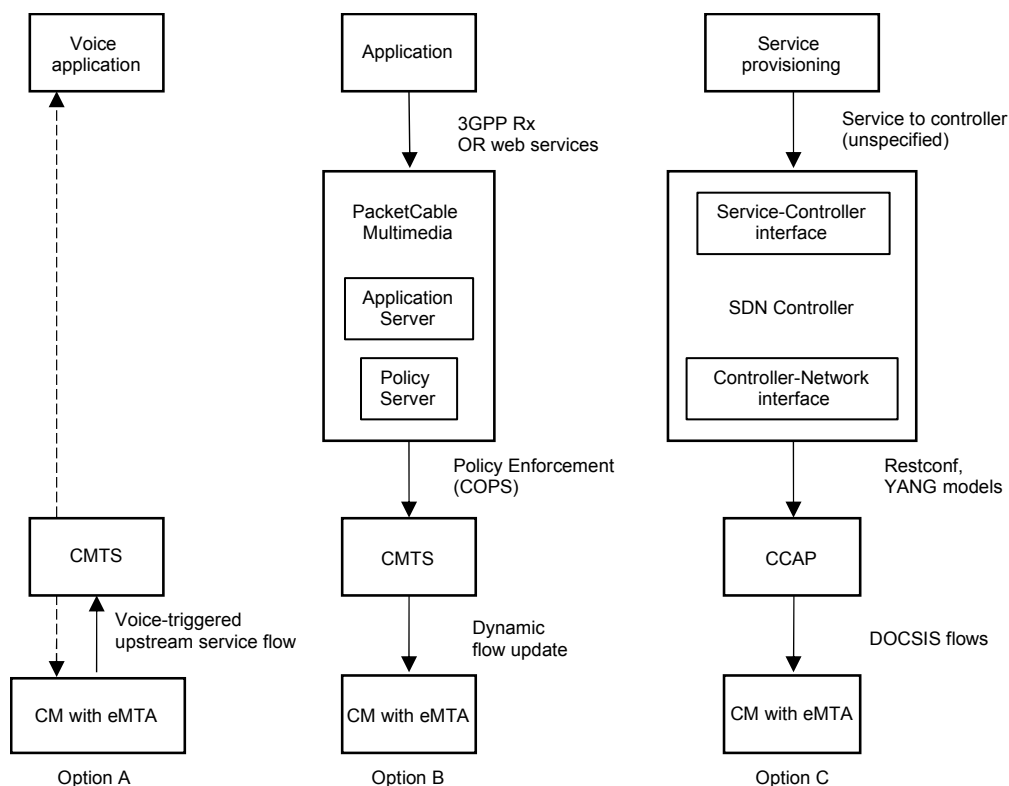 Voice
application
CMTS
Voice-triggered
upstream service flow
CM with eMTA
Option A
Application
3GPP Rx
OR web services
PacketCable
Multimedia
Application
Server
Policy
Server
Policy Enforcement
(COPS)
CMTS
Dynamic
flow update
CM with eMTA
Option B
Service
provisioning
Service to controller
(unspecified)
Service-Controller
interface
SDN Controller
Controller-Network
interface
Restconf,
YANG models
CCAP
DOCSIS flows
CM with eMTA
Option C